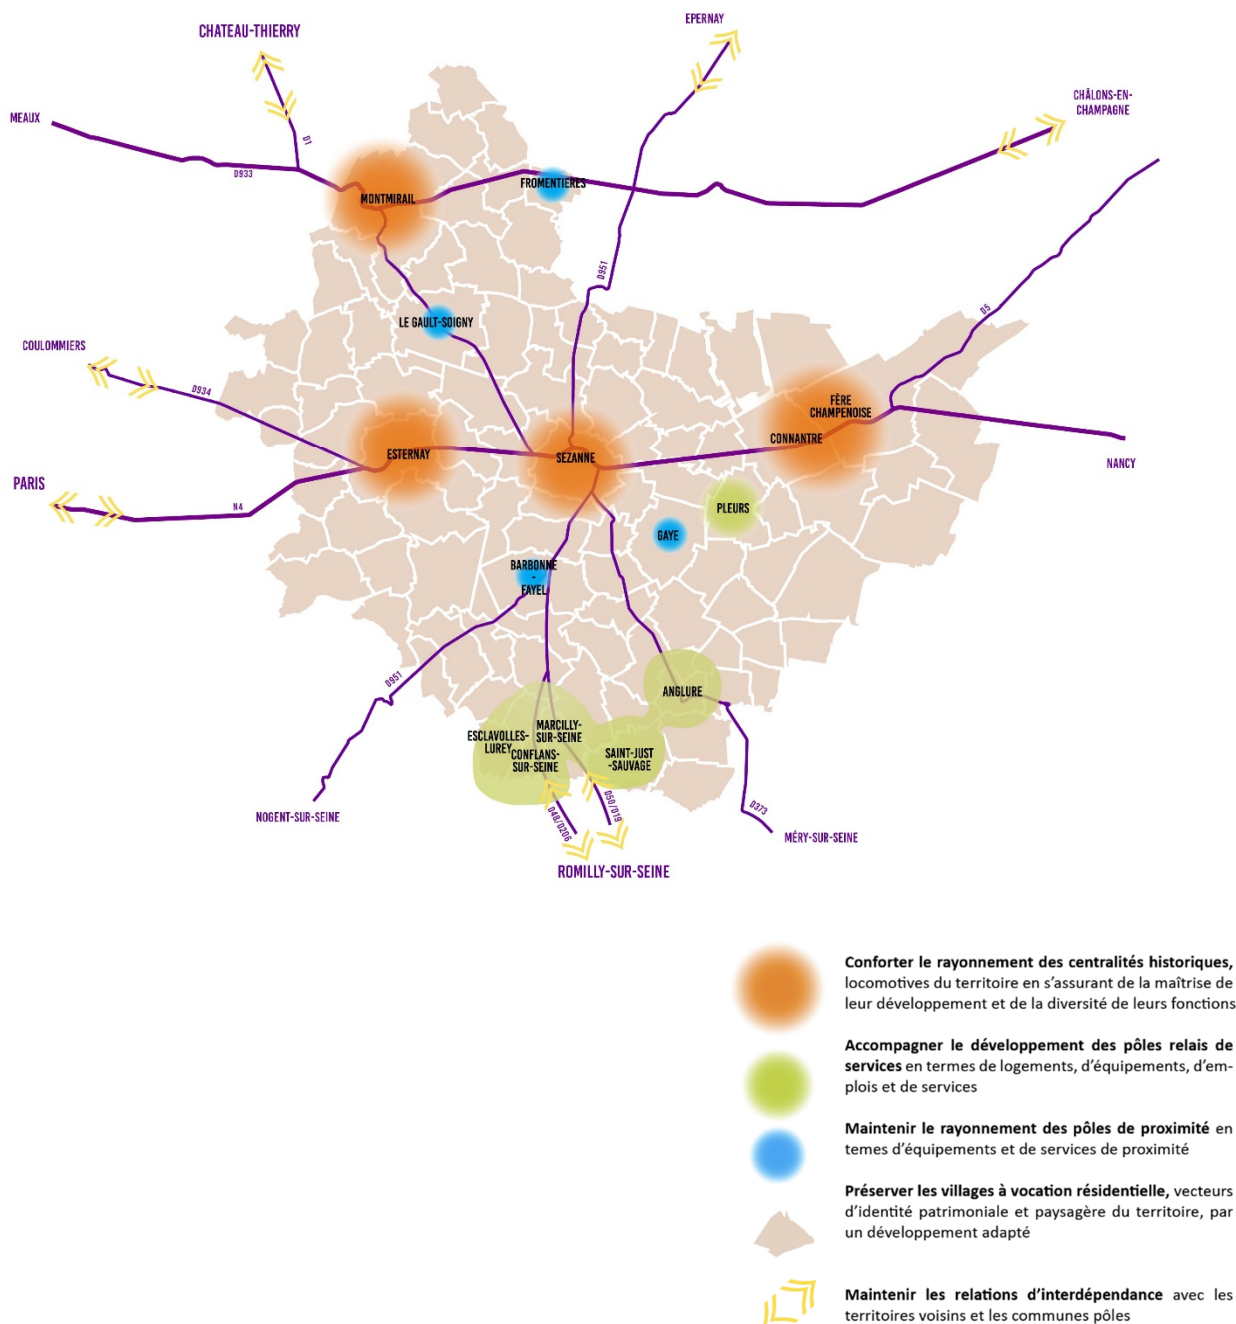 EPERNAY
CHATEAU-THIERRY
CHÂLONS-EN-
CHAMPAGNE
MEAUX
D1
D933
FROMENTIÈRES
MONTMIRAIL
D951
D5
LE GAULT-SOIGNY
COULOMMIERS
D934
FÈRE
CHAMPENOISE
CONNANTRE
ESTERNAY
SEZANNE
NANCY
PARIS
N4
PLEURS
GAYE
BARBONNE
-
FAYEL
D951
ANGLURE
MARCILLY-
SUR-SEINE
ESCLAVOLLES-
LUREY
CONFLANS-
SUR-SEINE
SAINT-JUST
-SAUVAGE
D48/D206
D50/D19
D373
NOGENT-SUR-SEINE
MÉRY-SUR-SEINE
ROMILLY-SUR-SEINE
Conforter le rayonnement des centralités historiques,
locomotives du territoire en s'assurant de la maîtrise de
leur développement et de la diversité de leurs fonctions
Accompagner le développement des pôles relais de
services en termes de logements, d'équipements, d'em-
plois et de services
Maintenir le rayonnement des pôles de proximité en
temes d'équipements et de services de proximité
Préserver les villages à vocation résidentielle, vecteurs
d'identité patrimoniale et paysagère du territoire, par
un développement adapté
Maintenir les relations d'interdépendance avec les
territoires voisins et les communes pôles